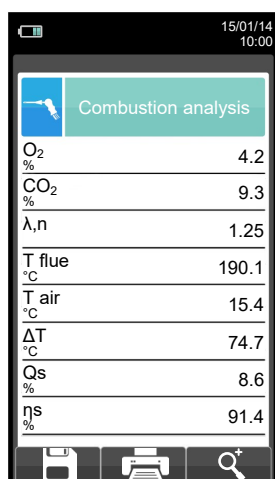 15/01/14
10:00
Combustion analysis
O2 4.2
%
CO2 9.3
%
λ,n 1.25
T flue 190.1
°C
T air 15.4
°C
ΔT 74.7
°C
Qs 8.6
%
ηs 91.4
%